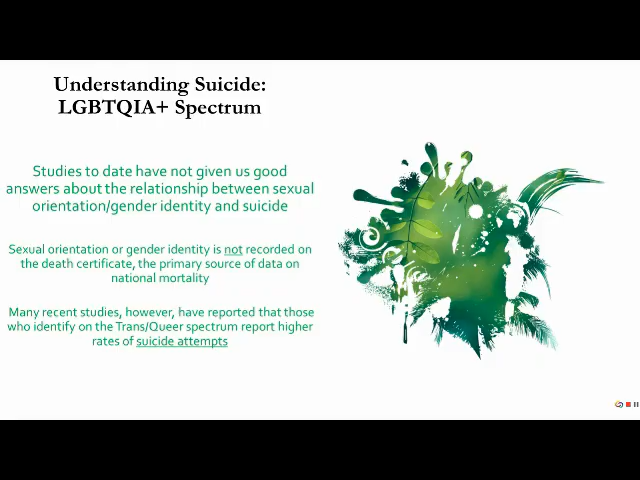 Understanding Suicide:
LGBTQIA+ Spectrum
Studies to date have not given us good
answers about the relationship between sexual
orientation/gender identity and suicide
Sexual orientation or gender identity is not recorded on
the death certificate, the primary source of data on
national mortality
Many recent studies, however, have reported that those
who identify on the Trans/Queer spectrum report higher
rates of suicide attempts